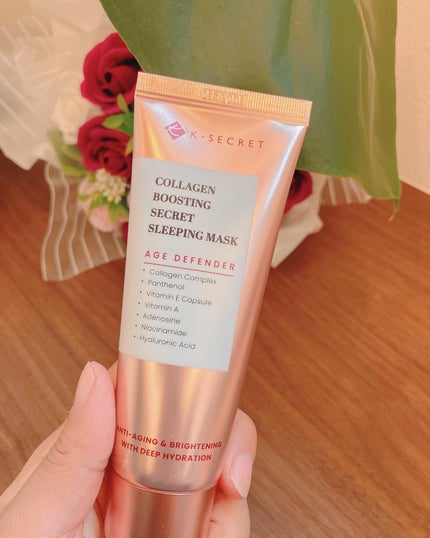 K-SECRET
COLLAGEN
BOOSTING
SECRET
SLEEPING MASK
AGE DEFENDER
• Collagen Complex
• Panthenol
• Vitamin E Capsule
• Vitamin A
• Adenosine
• Niacinamide
• Hyaluronic Acid
ANTI-AGING & BRIGHTENING
WITH DEEP HYDRATION